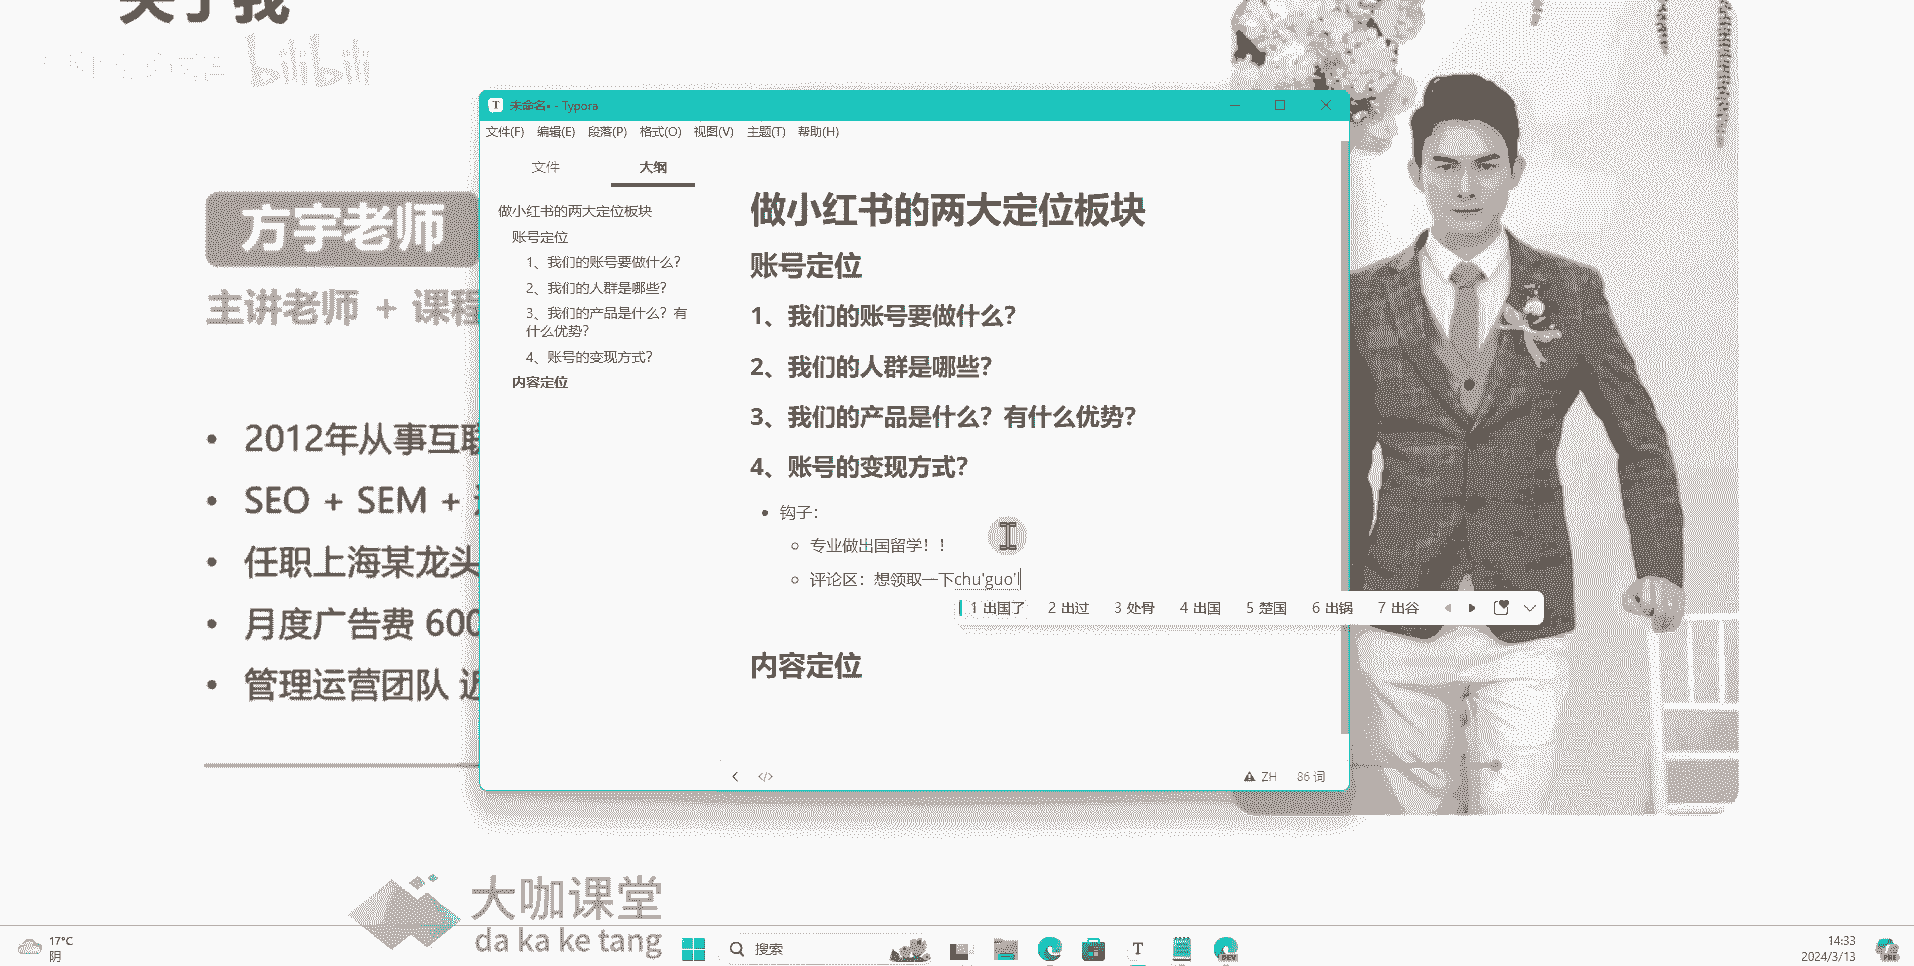 关于我
bilibili
方宇老师
主讲老师 + 课程
2012年从事互联
SEO + SEM +
任职上海某龙头
月度广告费 600
管理运营团队 近
未命名• - Typora
文件(F) 编辑(E) 段落(P) 格式(O) 视图(V) 主题(T) 帮助(H)
文件 大纲
做小红书的两大定位板块
账号定位
1、我们的账号要做什么?
2、我们的人群是哪些?
3、我们的产品是什么？有
什么优势?
4、账号的变现方式?
内容定位
做小红书的两大定位板块
账号定位
1、我们的账号要做什么?
2、我们的人群是哪些?
3、我们的产品是什么？有什么优势?
4、账号的变现方式?
钩子：
专业做出国留学！！
评论区：想领取一下chu'guo'l
1 出国了 2 出过 3 处骨 4 出国 5 楚国 6 出锅 7 出谷
内容定位
ZH 86 词
大咖课堂
da ka ke tang
17°C
阴
搜索
T
DEV
14:33
2024/3/13
PRE